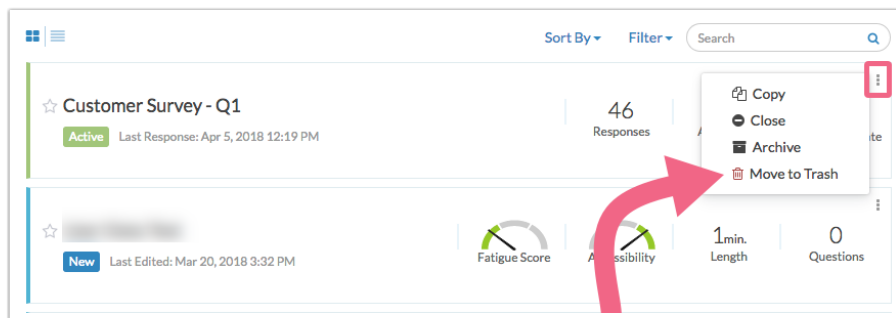 Sort By
Filter
Search
Customer Survey - Q1
Active
Last Response: Apr 5, 2018 12:19 PM
46
Responses
Copy
Close
Archive
Move to Trash
New
Last Edited: Mar 20, 2018 3:32 PM
Fatigue Score
1min.
Length
0
Questions